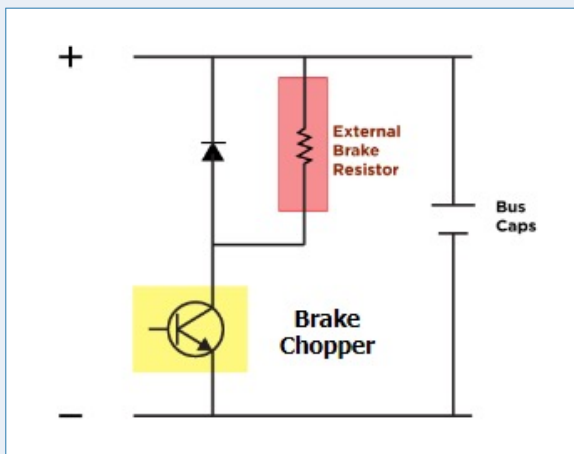 +
External
Brake
Resistor
Bus
Caps
Brake
Chopper
−